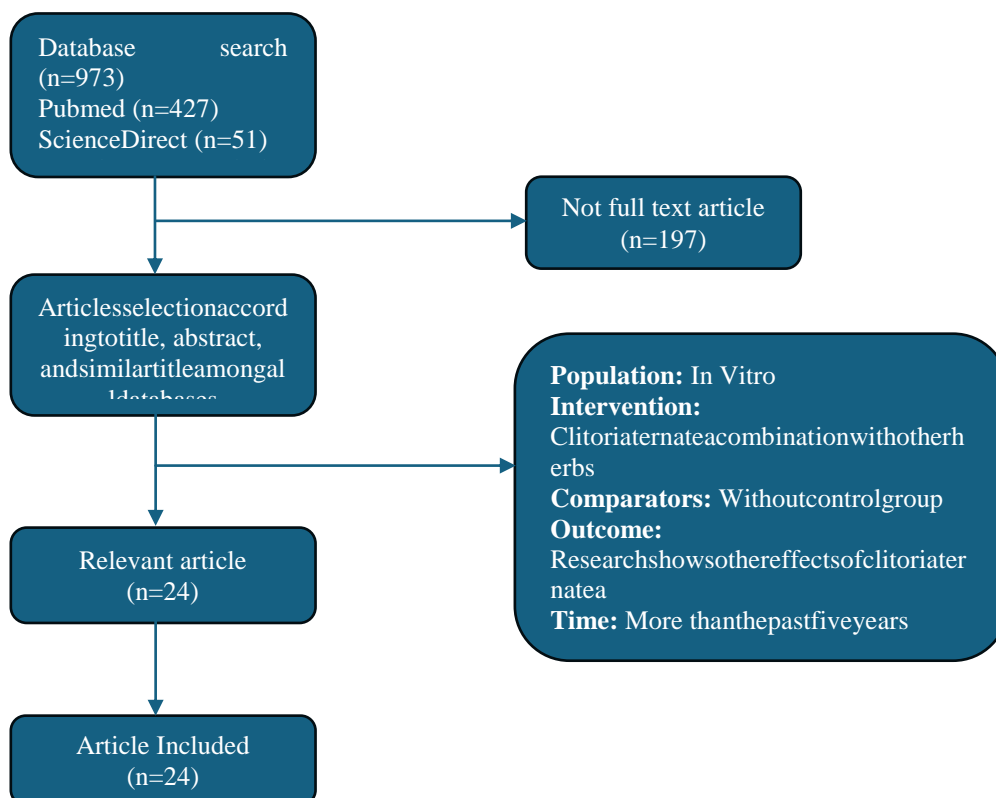 Database search
(n=973)
Pubmed (n=427)
ScienceDirect (n=51)
Not full text article
(n=197)
Articlesselectionaccord
ingtotitle, abstract,
andsimilartitleamongal
ldatabases
Population: In Vitro
Intervention:
Clitoriaternateacombinationwithotherh
erbs
Comparators: Withoutcontrolgroup
Outcome:
Researchshowsothereffectsofclitoriater
natea
Time: More thanthepastfiveyears
Relevant article
(n=24)
Article Included
(n=24)